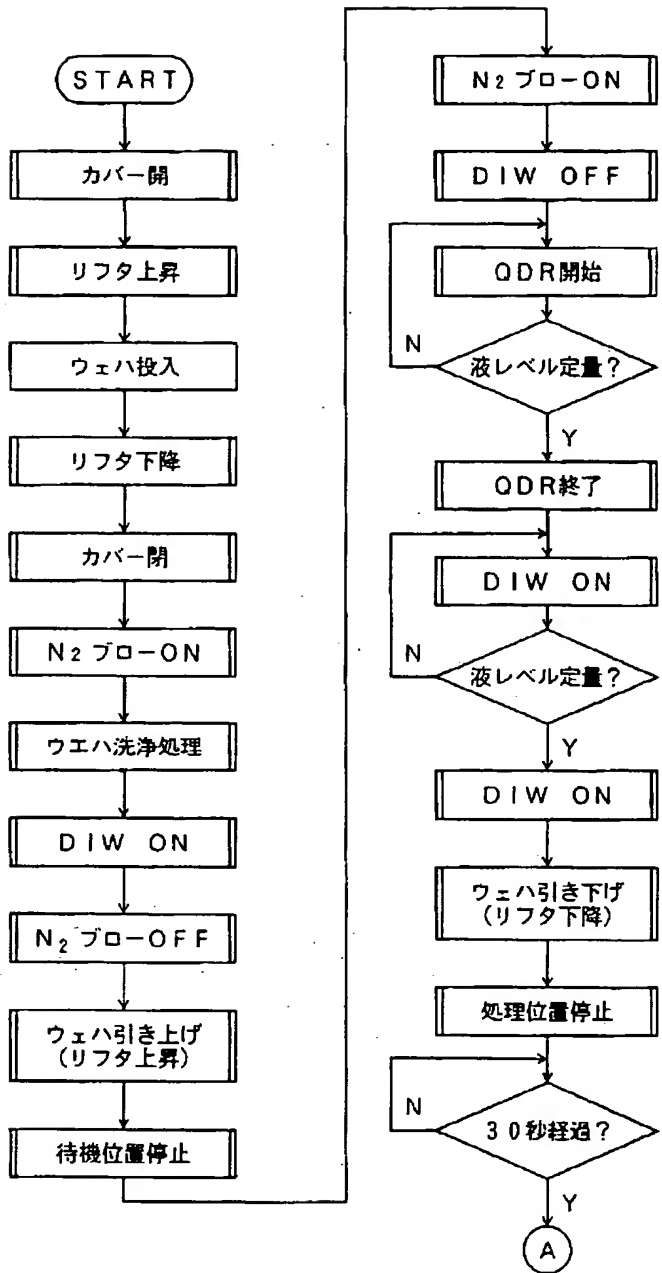 START
カバー開
リフタ上昇
ウェハ投入
リフタ下降
カバー閉
N₂ブローON
ウエハ洗浄処理
DIW ON
N₂ブローOFF
ウェハ引き上げ
(リフタ上昇)
待機位置停止
N₂ブローON
DIW OFF
QDR開始
N
液レベル定量?
Y
QDR終了
DIW ON
N
液レベル定量?
Y
DIW ON
ウェハ引き下げ
(リフタ下降)
処理位置停止
N
30秒経過?
Y
A